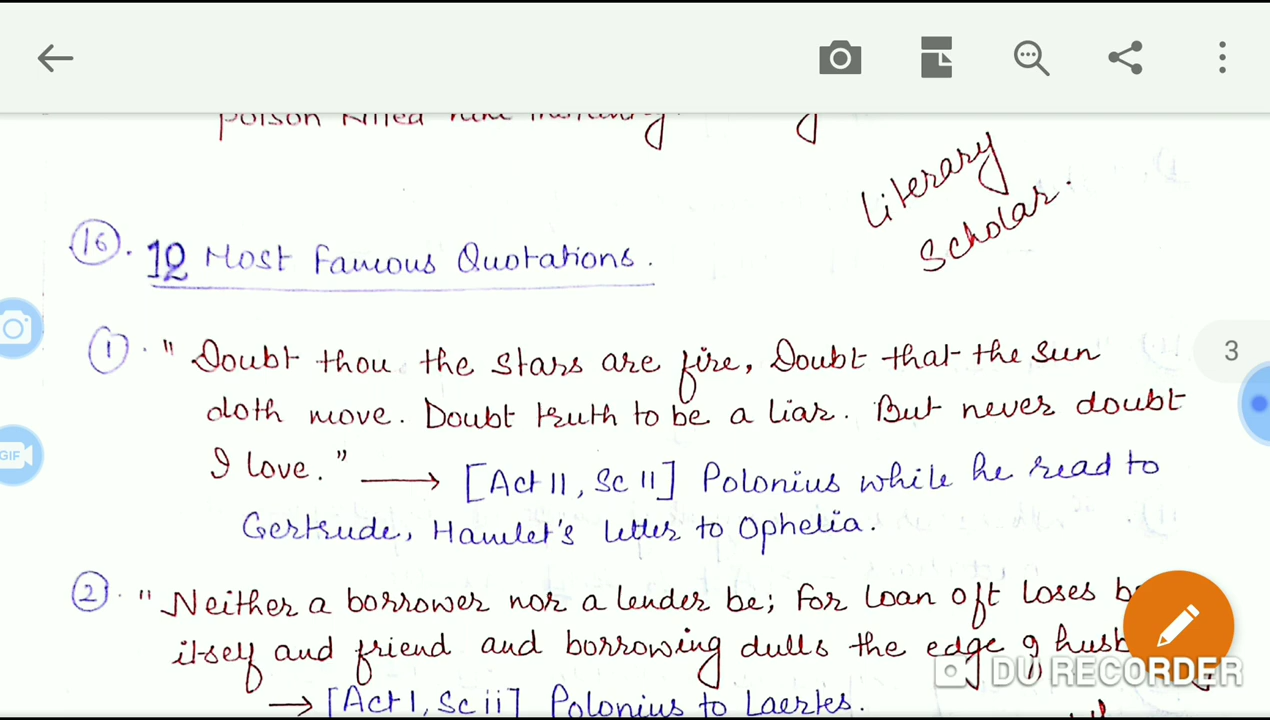 Literary
Scholar.
16. 12 Most Famous Quotations.
3
1. "Doubt thou the stars are fire, Doubt that the sun
doth move. Doubt truth to be a liar. But never doubt
I love." → [Act II, Sc II] Polonius while he read to
Gertrude, Hamlet's letter to Ophelia.
2. "Neither a borrower nor a lender be; For loan oft loses
itself and friend and borrowing dulls the edge of
→ [Act I, Sc ii] Polonius to Laertes.
GIF
DU RECORDER